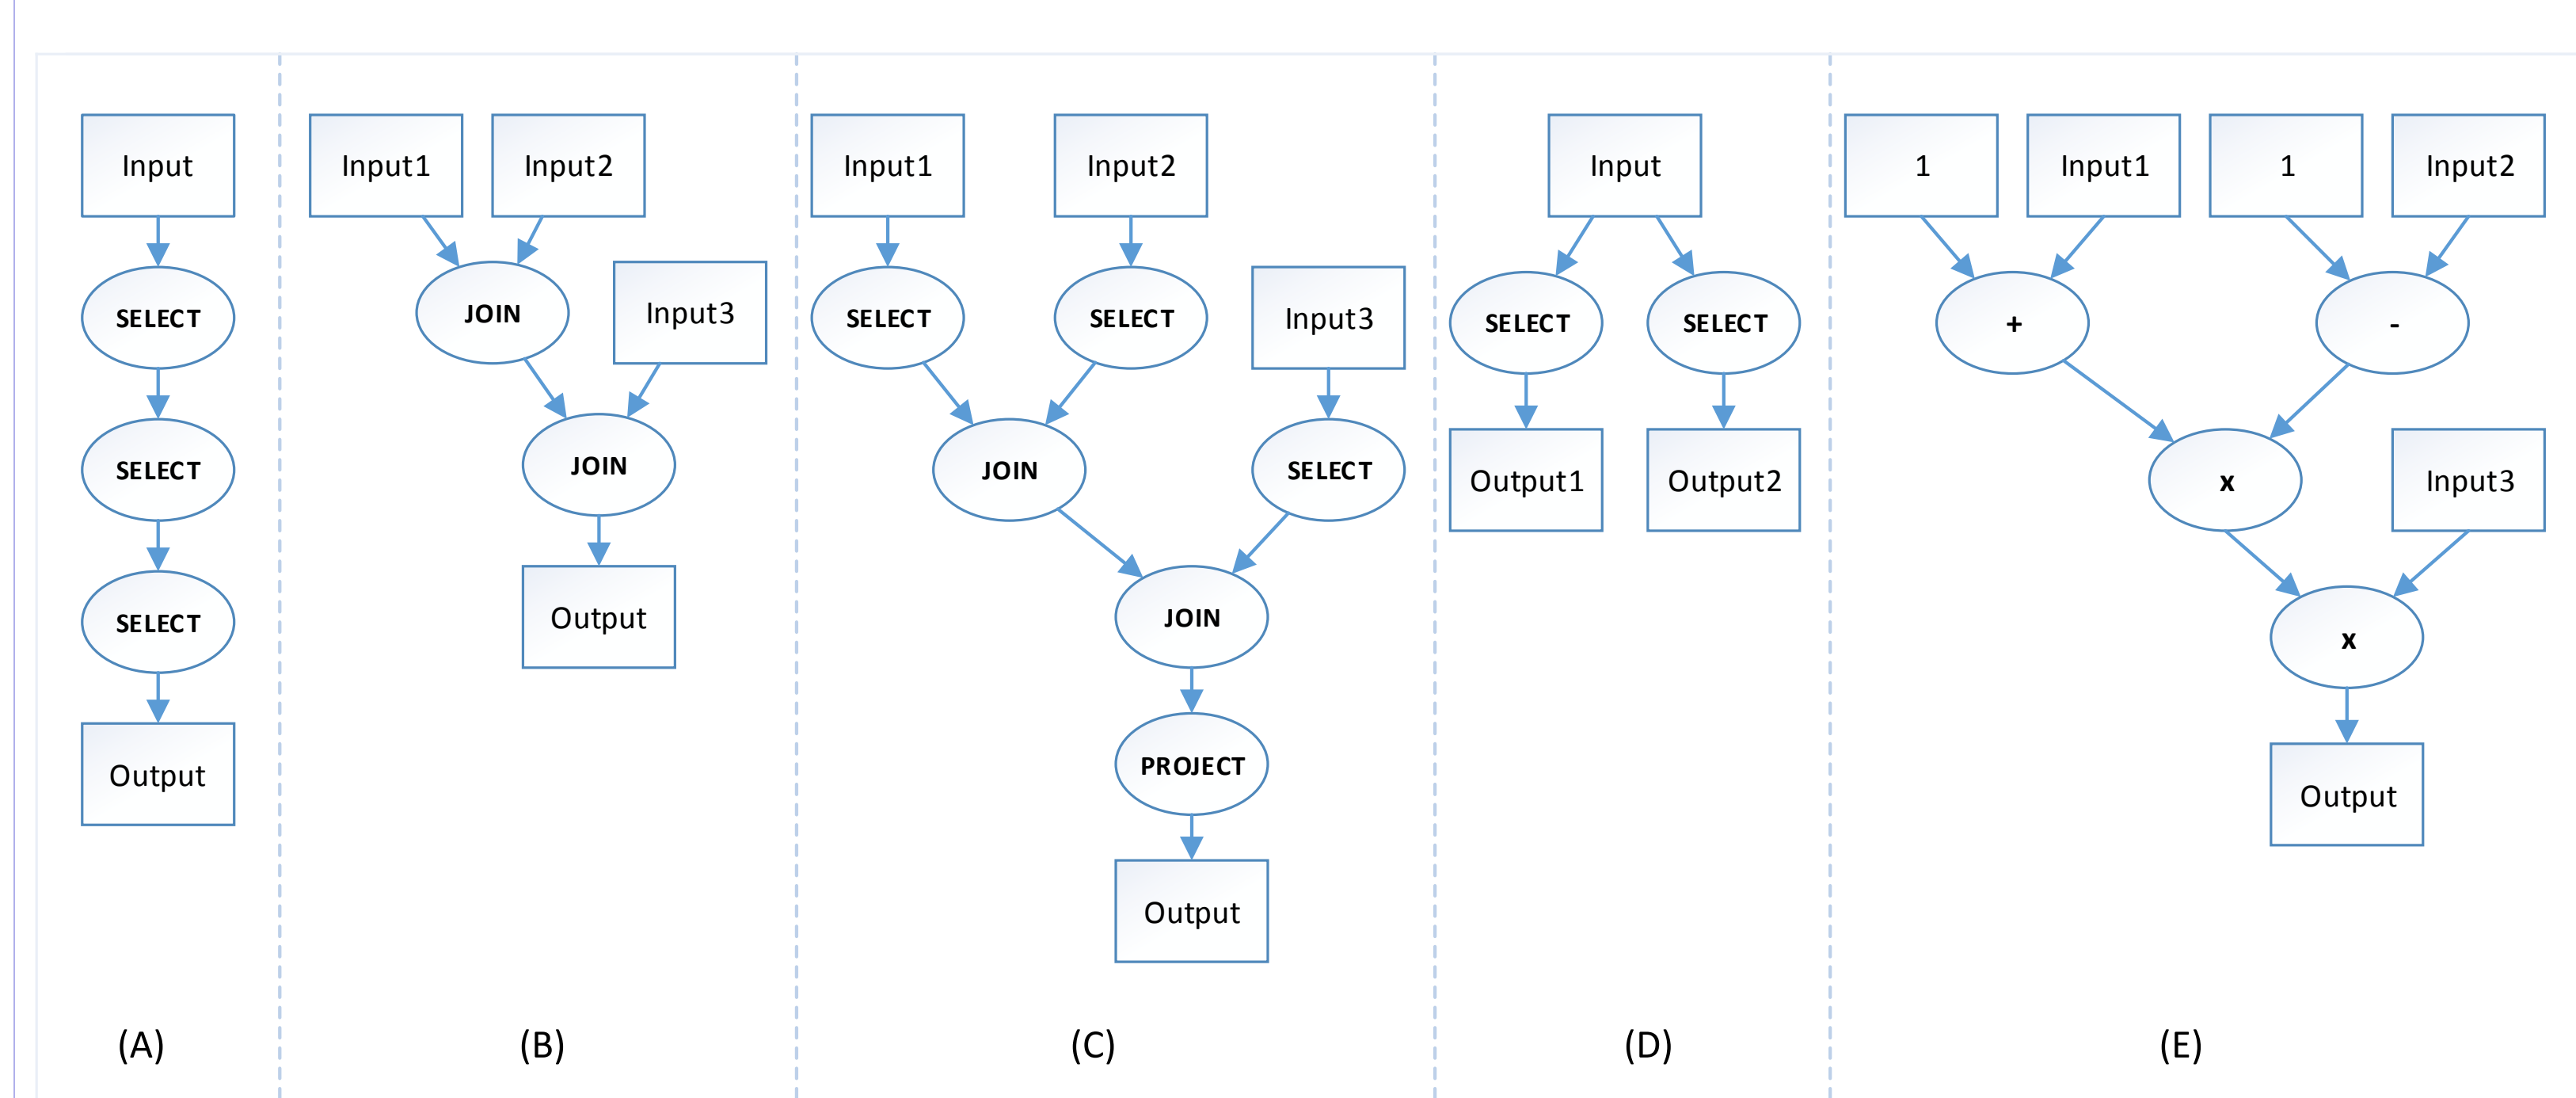 Input
SELECT
SELECT
SELECT
Output
(A)
Input1
Input2
JOIN
Input3
JOIN
Output
(B)
Input1
Input2
SELECT
SELECT
Input3
JOIN
SELECT
JOIN
PROJECT
Output
(C)
Input
SELECT
SELECT
Output1
Output2
(D)
1
Input1
1
Input2
+
-
x
Input3
x
Output
(E)